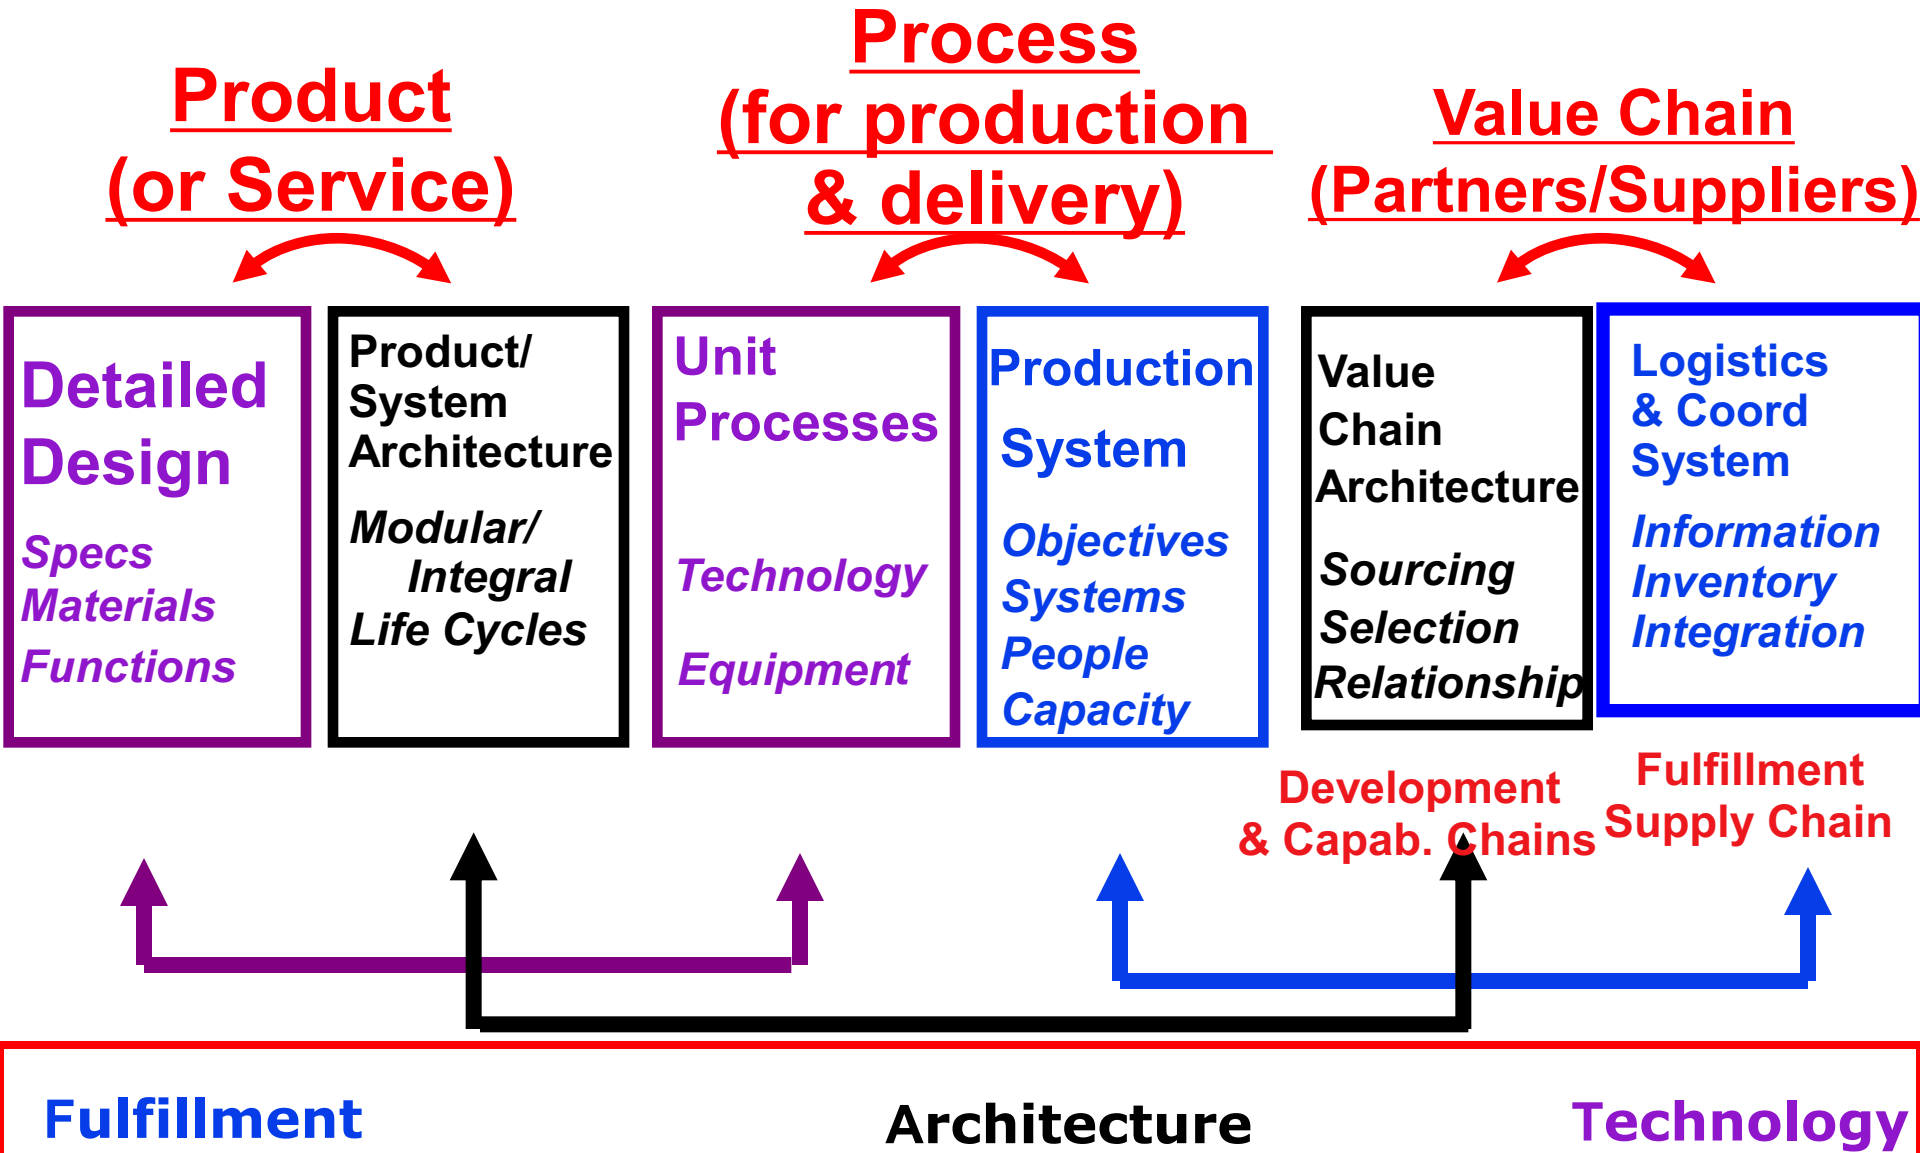 Product
(or Service)
Process
(for production
& delivery)
Value Chain
(Partners/Suppliers)
Detailed
Design
Specs
Materials
Functions
Product/
System
Architecture
Modular/
Integral
Life Cycles
Unit
Processes
Technology
Equipment
Production
System
Objectives
Systems
People
Capacity
Value
Chain
Architecture
Sourcing
Selection
Relationship
Logistics
& Coord
System
Information
Inventory
Integration
Development
& Capab. Chains
Fulfillment
Supply Chain
Fulfillment
Architecture
Technology